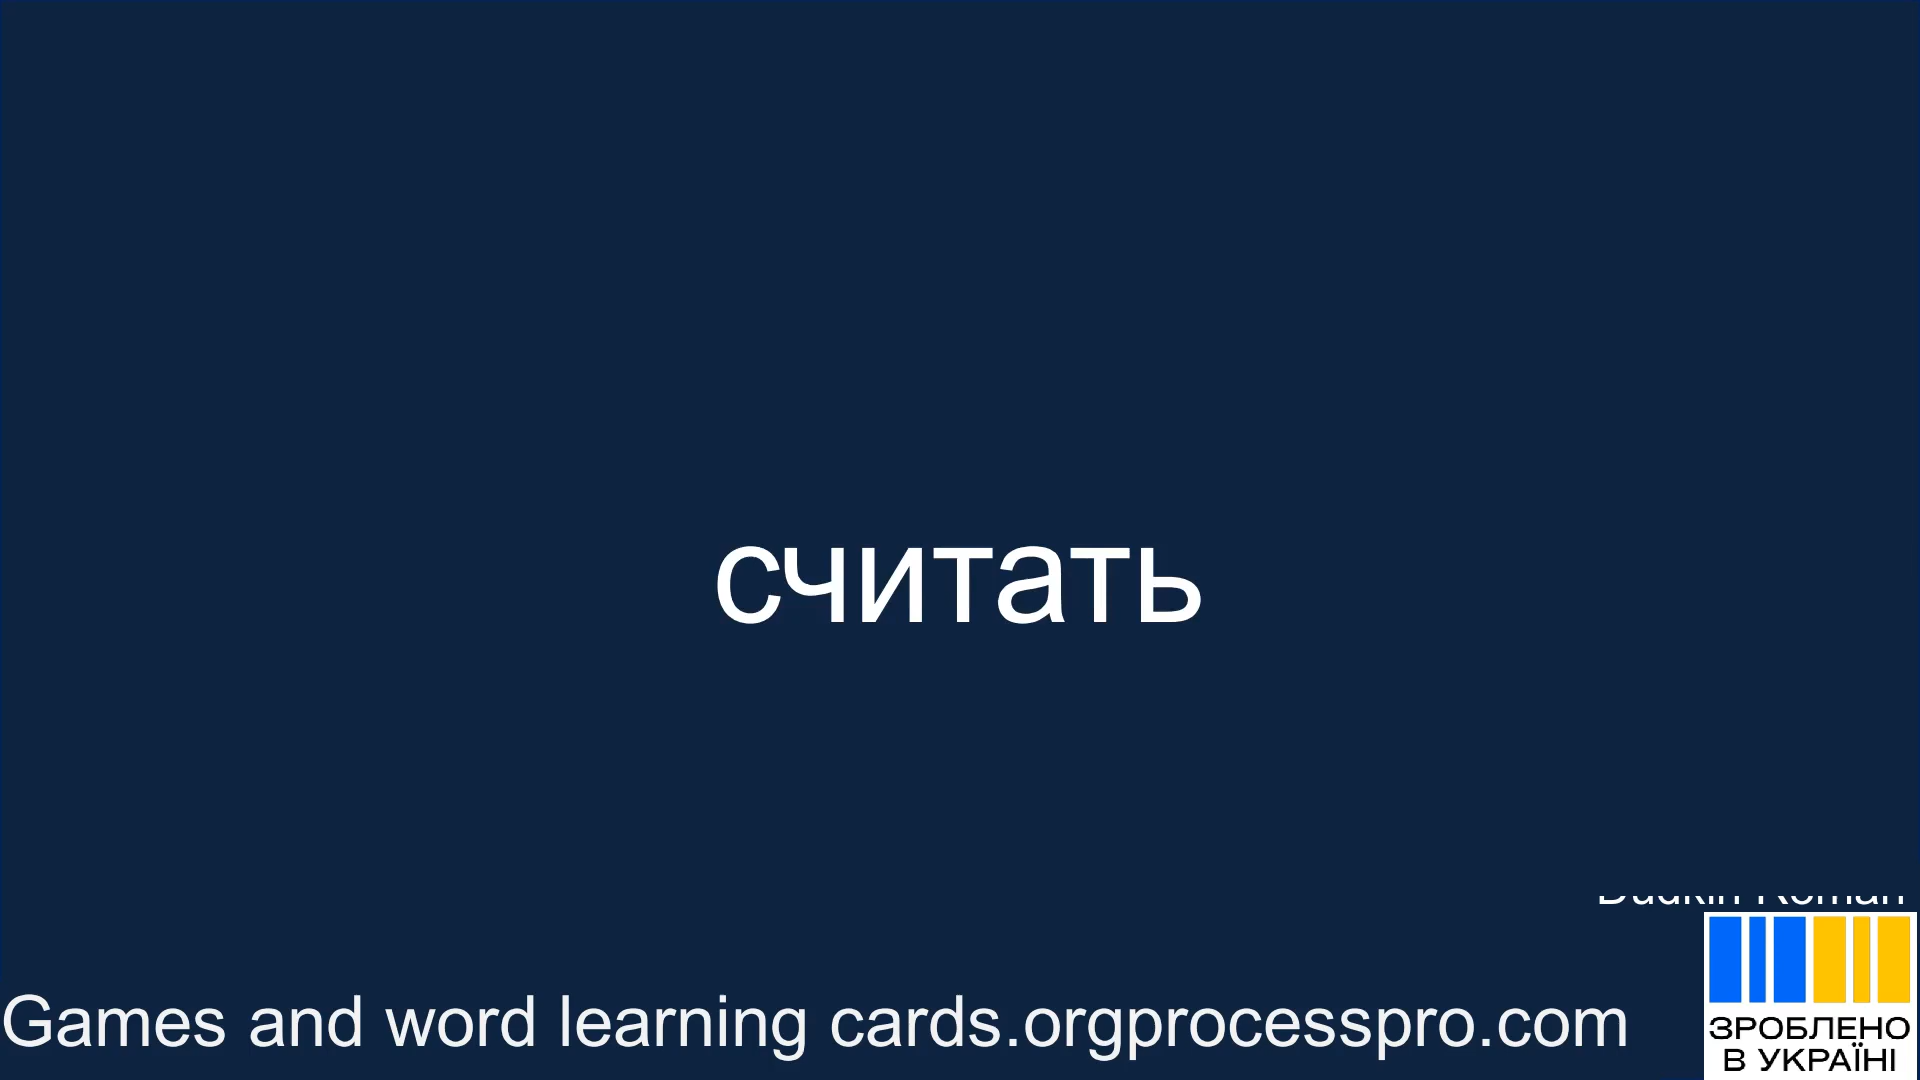 считать
Games and word learning cards.orgprocesspro.com
ЗРОБЛЕНО
В УКРАЇНІ